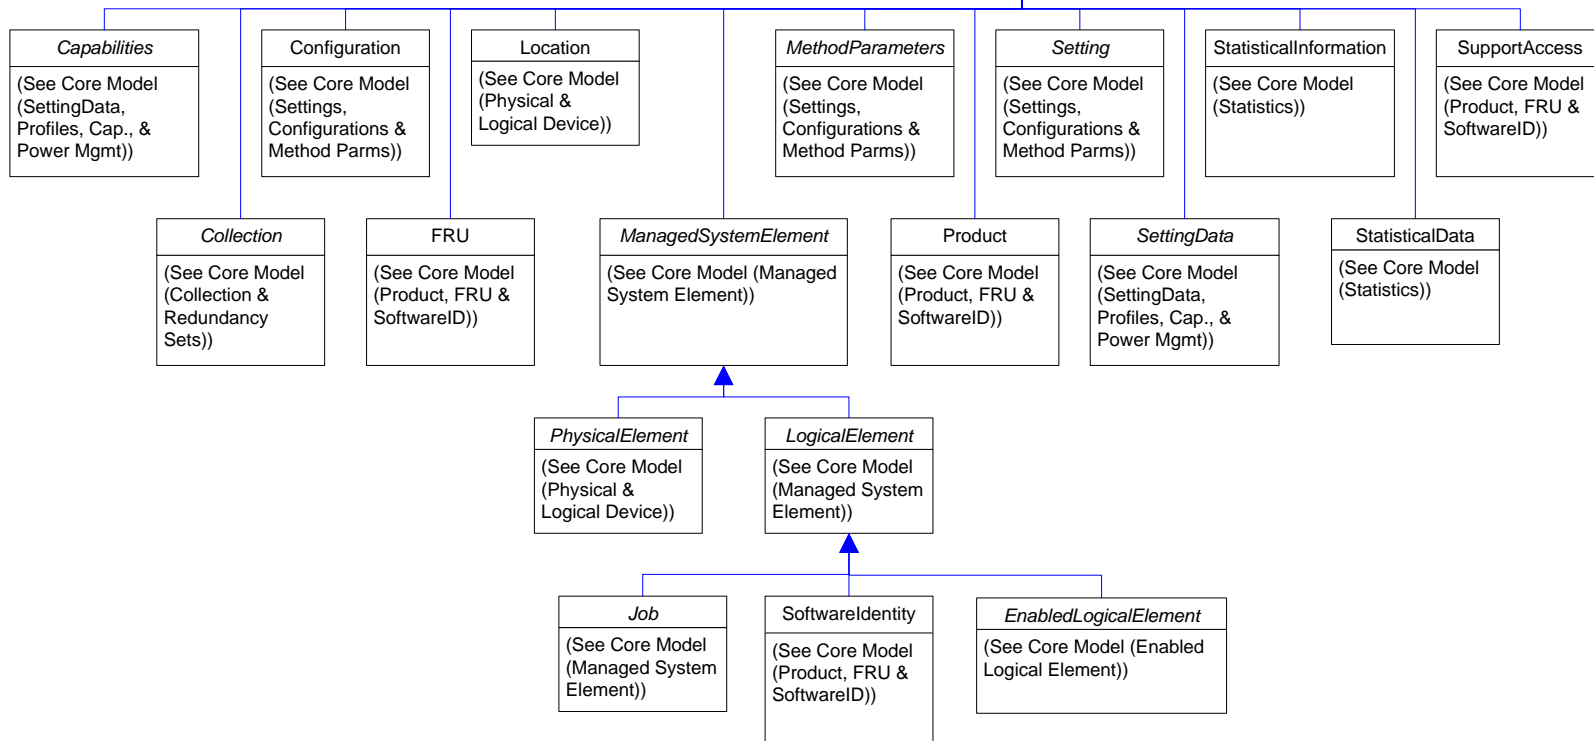 Capabilities
(See Core Model
(SettingData,
Profiles, Cap., &
Power Mgmt))
Configuration
(See Core Model
(Settings,
Configurations &
Method Parms))
Location
(See Core Model
(Physical &
Logical Device))
MethodParameters
(See Core Model
(Settings,
Configurations &
Method Parms))
Setting
(See Core Model
(Settings,
Configurations &
Method Parms))
StatisticalInformation
(See Core Model
(Statistics))
SupportAccess
(See Core Model
(Product, FRU &
SoftwareID))
Collection
(See Core Model
(Collection &
Redundancy
Sets))
FRU
(See Core Model
(Product, FRU &
SoftwareID))
ManagedSystemElement
(See Core Model (Managed
System Element))
Product
(See Core Model
(Product, FRU &
SoftwareID))
SettingData
(See Core Model
(SettingData,
Profiles, Cap., &
Power Mgmt))
StatisticalData
(See Core Model
(Statistics))
PhysicalElement
(See Core Model
(Physical &
Logical Device))
LogicalElement
(See Core Model
(Managed System
Element))
Job
(See Core Model
(Managed System
Element))
SoftwareIdentity
(See Core Model
(Product, FRU &
SoftwareID))
EnabledLogicalElement
(See Core Model (Enabled
Logical Element))